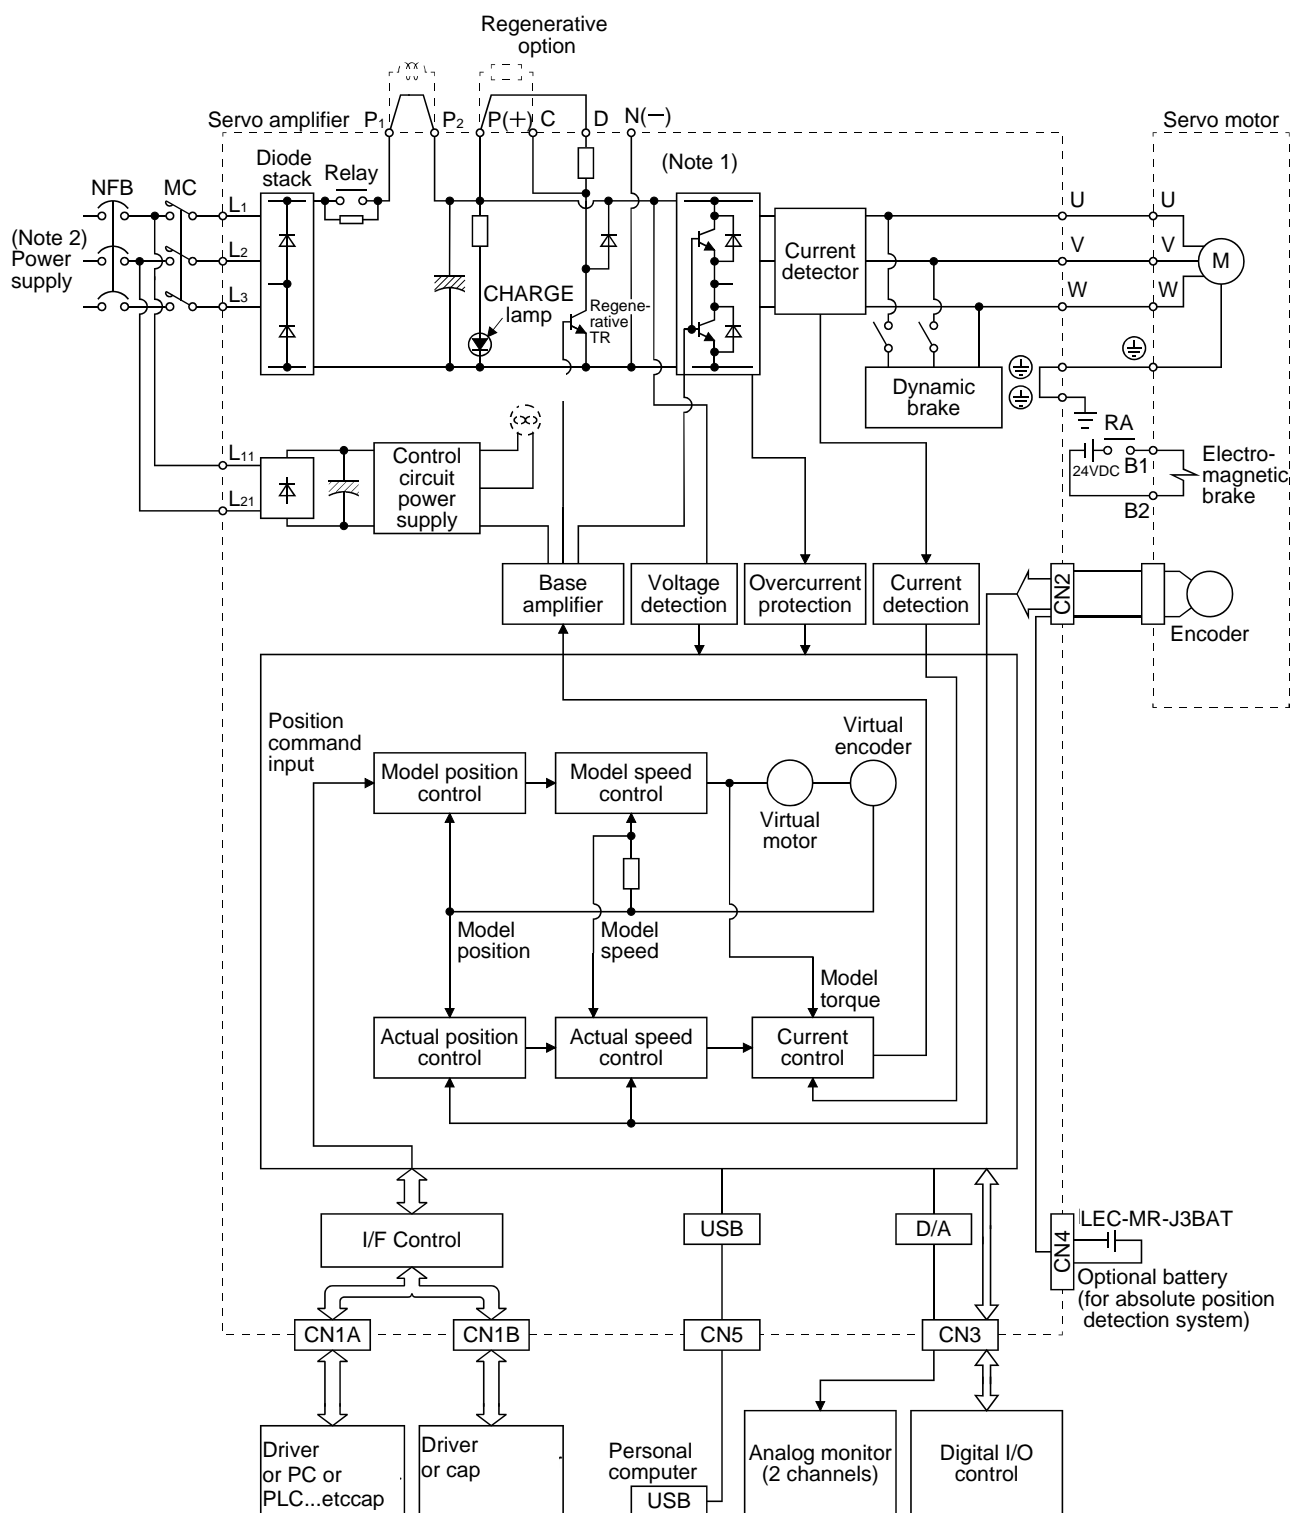 Regenerative
option
Servo amplifier
P1
P2
P(+)
C
D
N(−)
Servo motor
Diode
stack
Relay
(Note 1)
NFB
MC
L1
L2
L3
(Note 2)
Power
supply
CHARGE
lamp
Regene-
rative
TR
Current
detector
U
V
W
U
V
W
M
Dynamic
brake
RA
24VDC
B1
B2
Electro-
magnetic
brake
L11
L21
Control
circuit
power
supply
Base
amplifier
Voltage
detection
Overcurrent
protection
Current
detection
CN2
Encoder
Position
command
input
Model position
control
Model speed
control
Virtual
encoder
Virtual
motor
Model
position
Model
speed
Model
torque
Actual position
control
Actual speed
control
Current
control
I/F Control
USB
D/A
CN4
LEC-MR-J3BAT
Optional battery
(for absolute position
detection system)
CN1A
CN1B
CN5
CN3
Driver
or PC or
PLC...etccap
Driver
or cap
Personal
computer
USB
Analog monitor
(2 channels)
Digital I/O
control